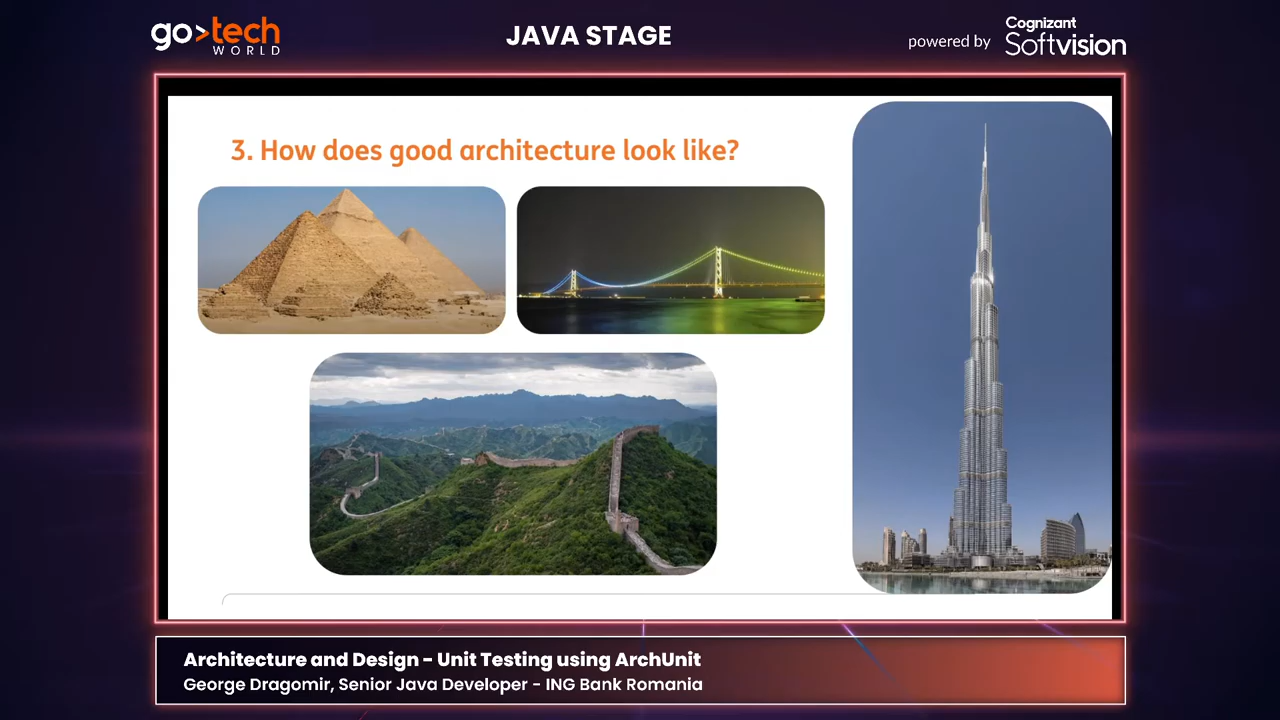 go>tech
WORLD
JAVA STAGE
powered by
Cognizant
Softvision
3. How does good architecture look like?
Architecture and Design - Unit Testing using ArchUnit
George Dragomir, Senior Java Developer - ING Bank Romania